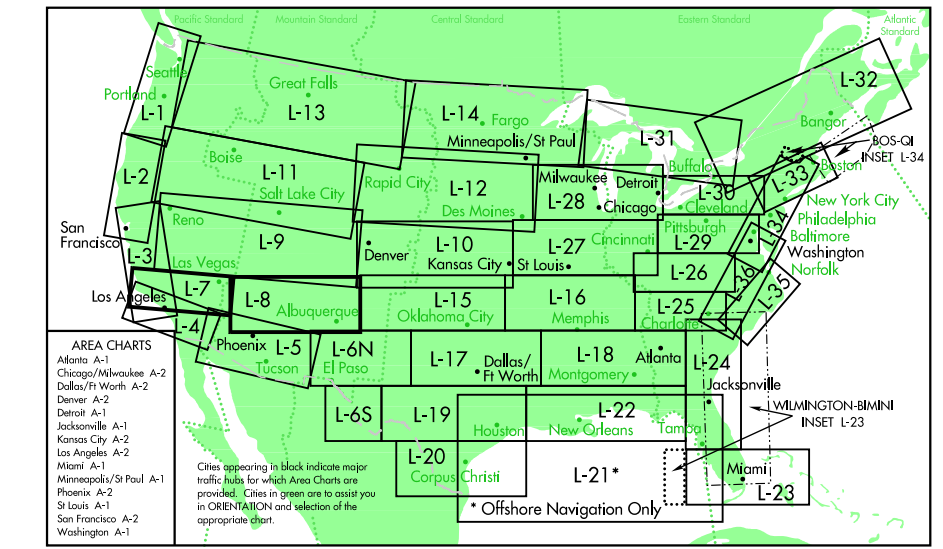 Pacific Standard
Mountain Standard
Central Standard
Eastern Standard
Atlantic
Standard
Seattle
Portland
L-1
Great Falls
L-13
L-14
Fargo
Minneapolis/St Paul
L-31
L-32
Bangor
BOS-QI
INSET L-34
Boston
L-33
Boise
L-2
L-11
Salt Lake City
Rapid City
L-12
Des Moines
Milwaukee
L-28
Chicago
Detroit
Buffalo
L-30
Cleveland
Pittsburgh
New York City
Philadelphia
Baltimore
Washington
Norfolk
L-34
San
Francisco
Reno
L-3
L-9
Denver
L-10
Kansas City
St Louis
L-27
Cincinnati
L-29
L-26
L-36
L-35
Las Vegas
L-7
Los Angeles
L-4
L-8
Albuquerque
L-15
Oklahoma City
L-16
Memphis
L-25
Charlotte
Phoenix
L-5
Tucson
L-6N
El Paso
L-17
Dallas/
Ft Worth
L-18
Montgomery
Atlanta
L-24
Jacksonville
L-6S
L-19
Houston
L-22
New Orleans
Tampa
WILMINGTON-BIMINI
INSET L-23
L-20
Corpus Christi
L-21*
* Offshore Navigation Only
Miami
L-23
AREA CHARTS
Atlanta A-1
Chicago/Milwaukee A-2
Dallas/Ft Worth A-2
Denver A-2
Detroit A-1
Jacksonville A-1
Kansas City A-2
Los Angeles A-2
Miami A-1
Minneapolis/St Paul A-1
Phoenix A-2
St Louis A-1
San Francisco A-2
Washington A-1
Cities appearing in black indicate major
traffic hubs for which Area Charts are
provided. Cities in green are to assist you
in ORIENTATION and selection of the
appropriate chart.